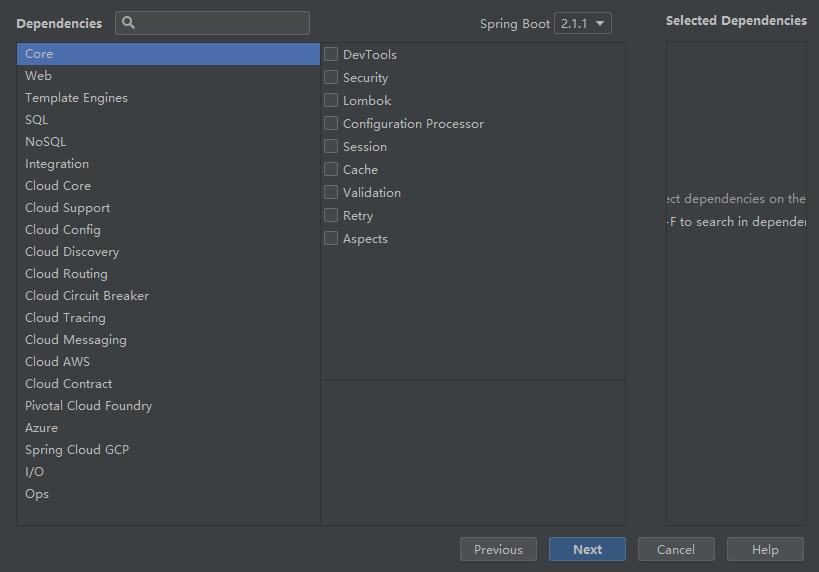 Dependencies
Spring Boot 2.1.1
Selected Dependencies
Core
Web
Template Engines
SQL
NoSQL
Integration
Cloud Core
Cloud Support
Cloud Config
Cloud Discovery
Cloud Routing
Cloud Circuit Breaker
Cloud Tracing
Cloud Messaging
Cloud AWS
Cloud Contract
Pivotal Cloud Foundry
Azure
Spring Cloud GCP
I/O
Ops
DevTools
Security
Lombok
Configuration Processor
Session
Cache
Validation
Retry
Aspects
ect dependencies on the
-F to search in depender
Previous
Next
Cancel
Help